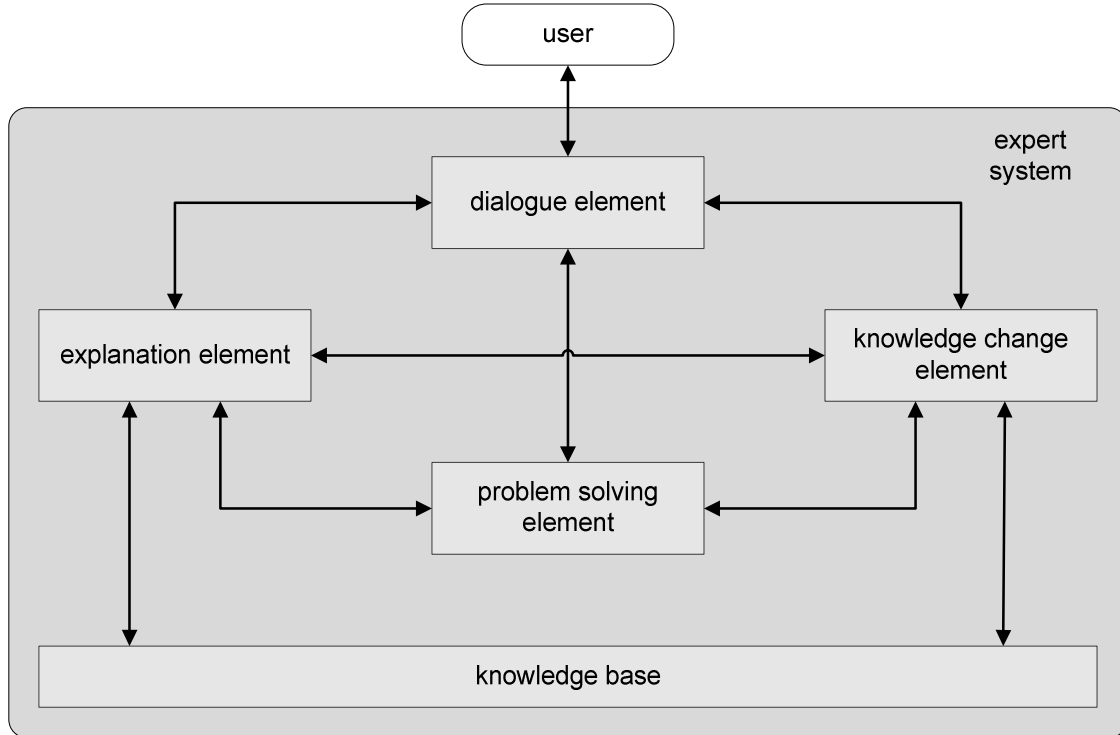 user
expert
system
dialogue element
explanation element
knowledge change
element
problem solving
element
knowledge base